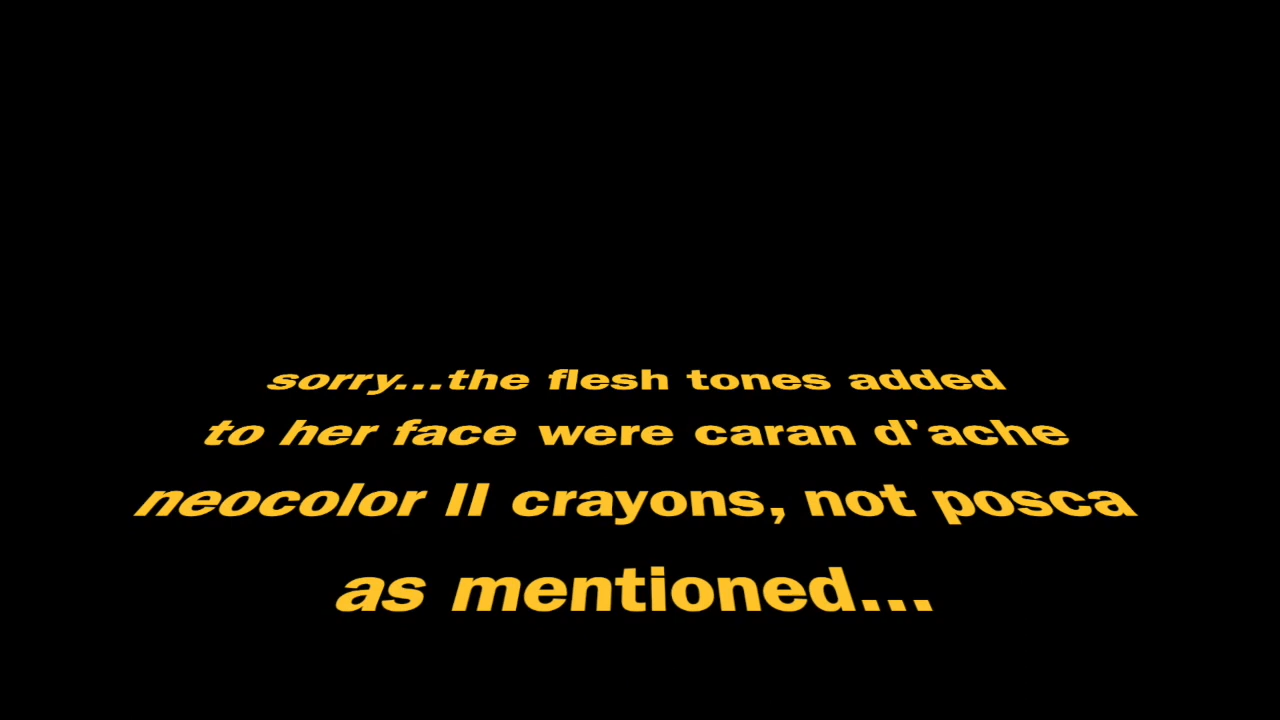 sorry...the flesh tones added
to her face were caran d'ache
neocolor II crayons, not posca
as mentioned...